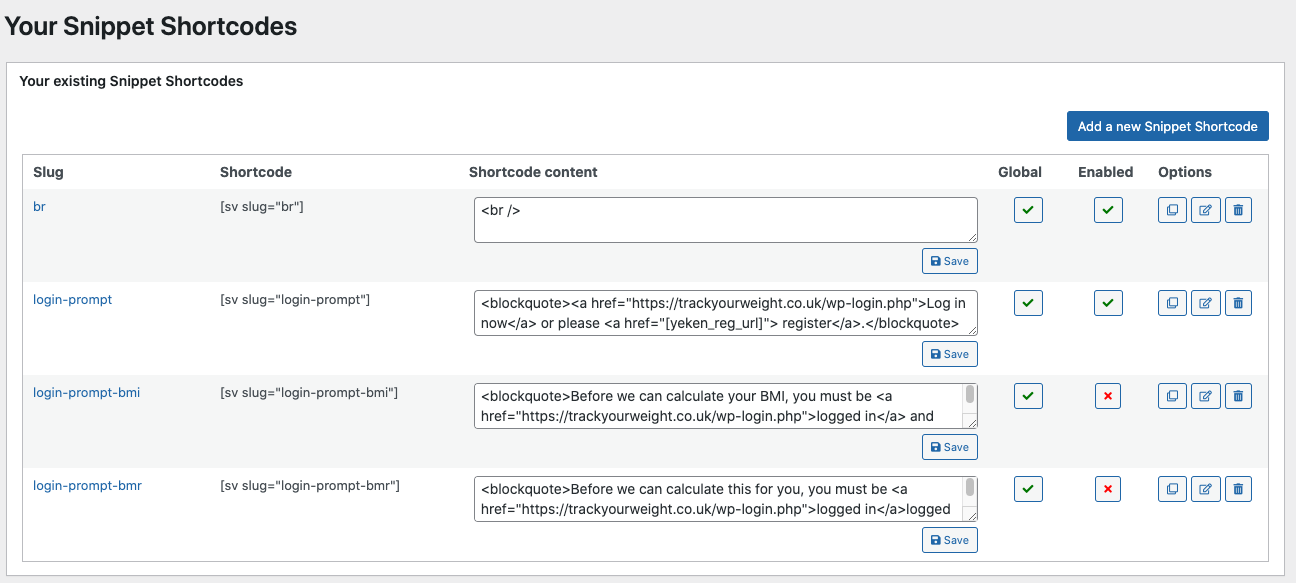 Your Snippet Shortcodes
Your existing Snippet Shortcodes
Add a new Snippet Shortcode
Slug Shortcode Shortcode content Global Enabled Options
br [sv slug="br"] <br />
Save
login-prompt [sv slug="login-prompt"] <blockquote><a href="https://trackyourweight.co.uk/wp-login.php">Log in
now</a> or please <a href="[yeken_reg_url]"> register</a>.</blockquote>
Save
login-prompt-bmi [sv slug="login-prompt-bmi"] <blockquote>Before we can calculate your BMI, you must be <a
href="https://trackyourweight.co.uk/wp-login.php">logged in</a> and
Save
login-prompt-bmr [sv slug="login-prompt-bmr"] <blockquote>Before we can calculate this for you, you must be <a
href="https://trackyourweight.co.uk/wp-login.php">logged in</a>logged
Save